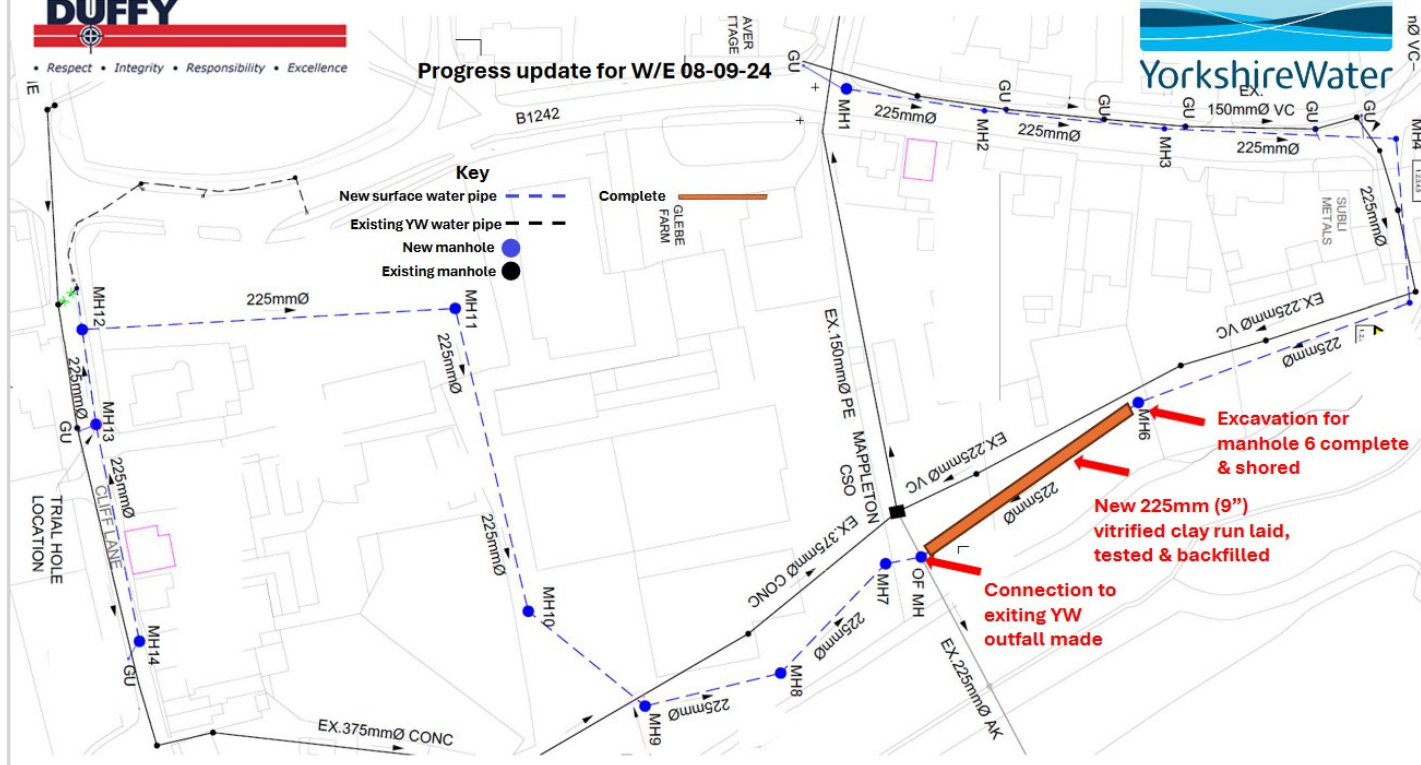 DUFFY
• Respect • Integrity • Responsibility • Excellence
YorkshireWater
Progress update for W/E 08-09-24
B1242
Key
New surface water pipe
Existing YW water pipe
New manhole
Existing manhole
Complete
GLEBE
FARM
GU
MH1
225mmØ
MH2
GU
225mmØ
GU
MH3
GU
EX.
150mmØ VC
225mmØ
GU
GU
MH4
225mmØ
SUBLI
METALS
EX.225mmØ VC
225mmØ
MH6
Excavation for
manhole 6 complete
& shored
New 225mm (9”)
vitrified clay run laid,
tested & backfilled
Connection to
exiting YW
outfall made
225mmØ
EX.225mmØ VC
EX.150mmØ PE
MAPPLETON
CSO
EX.375mmØ CONC
OF MH
MH7
225mmØ
MH8
225mmØ
MH9
EX.225mmØ AK
MH10
225mmØ
225mmØ
MH11
225mmØ
MH12
225mmØ
MH13
GU
225mmØ
CLIFF LANE
TRIAL HOLE
LOCATION
MH14
GU
EX.375mmØ CONC